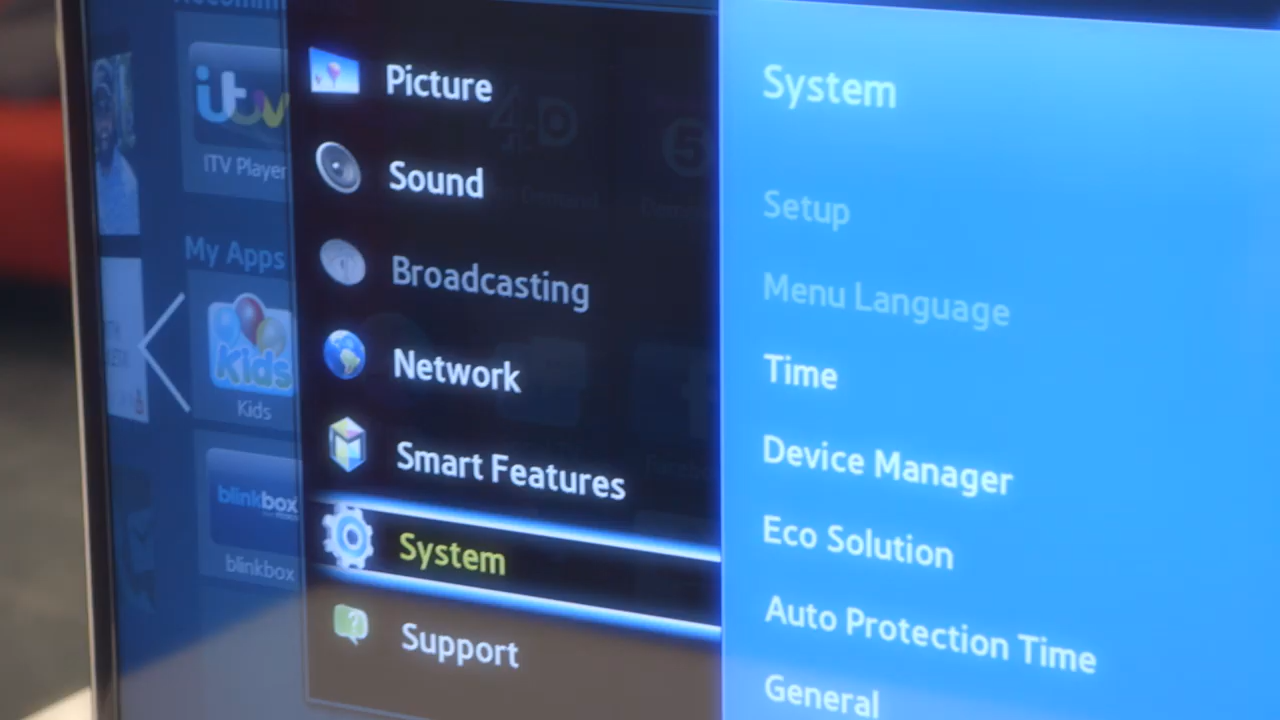 itv
ITV Player
My Apps
Kids
Kids
blinkbox
blinkbox
Picture
Sound
Broadcasting
Network
Smart Features
System
Support
System
Setup
Menu Language
Time
Device Manager
Eco Solution
Auto Protection Time
General